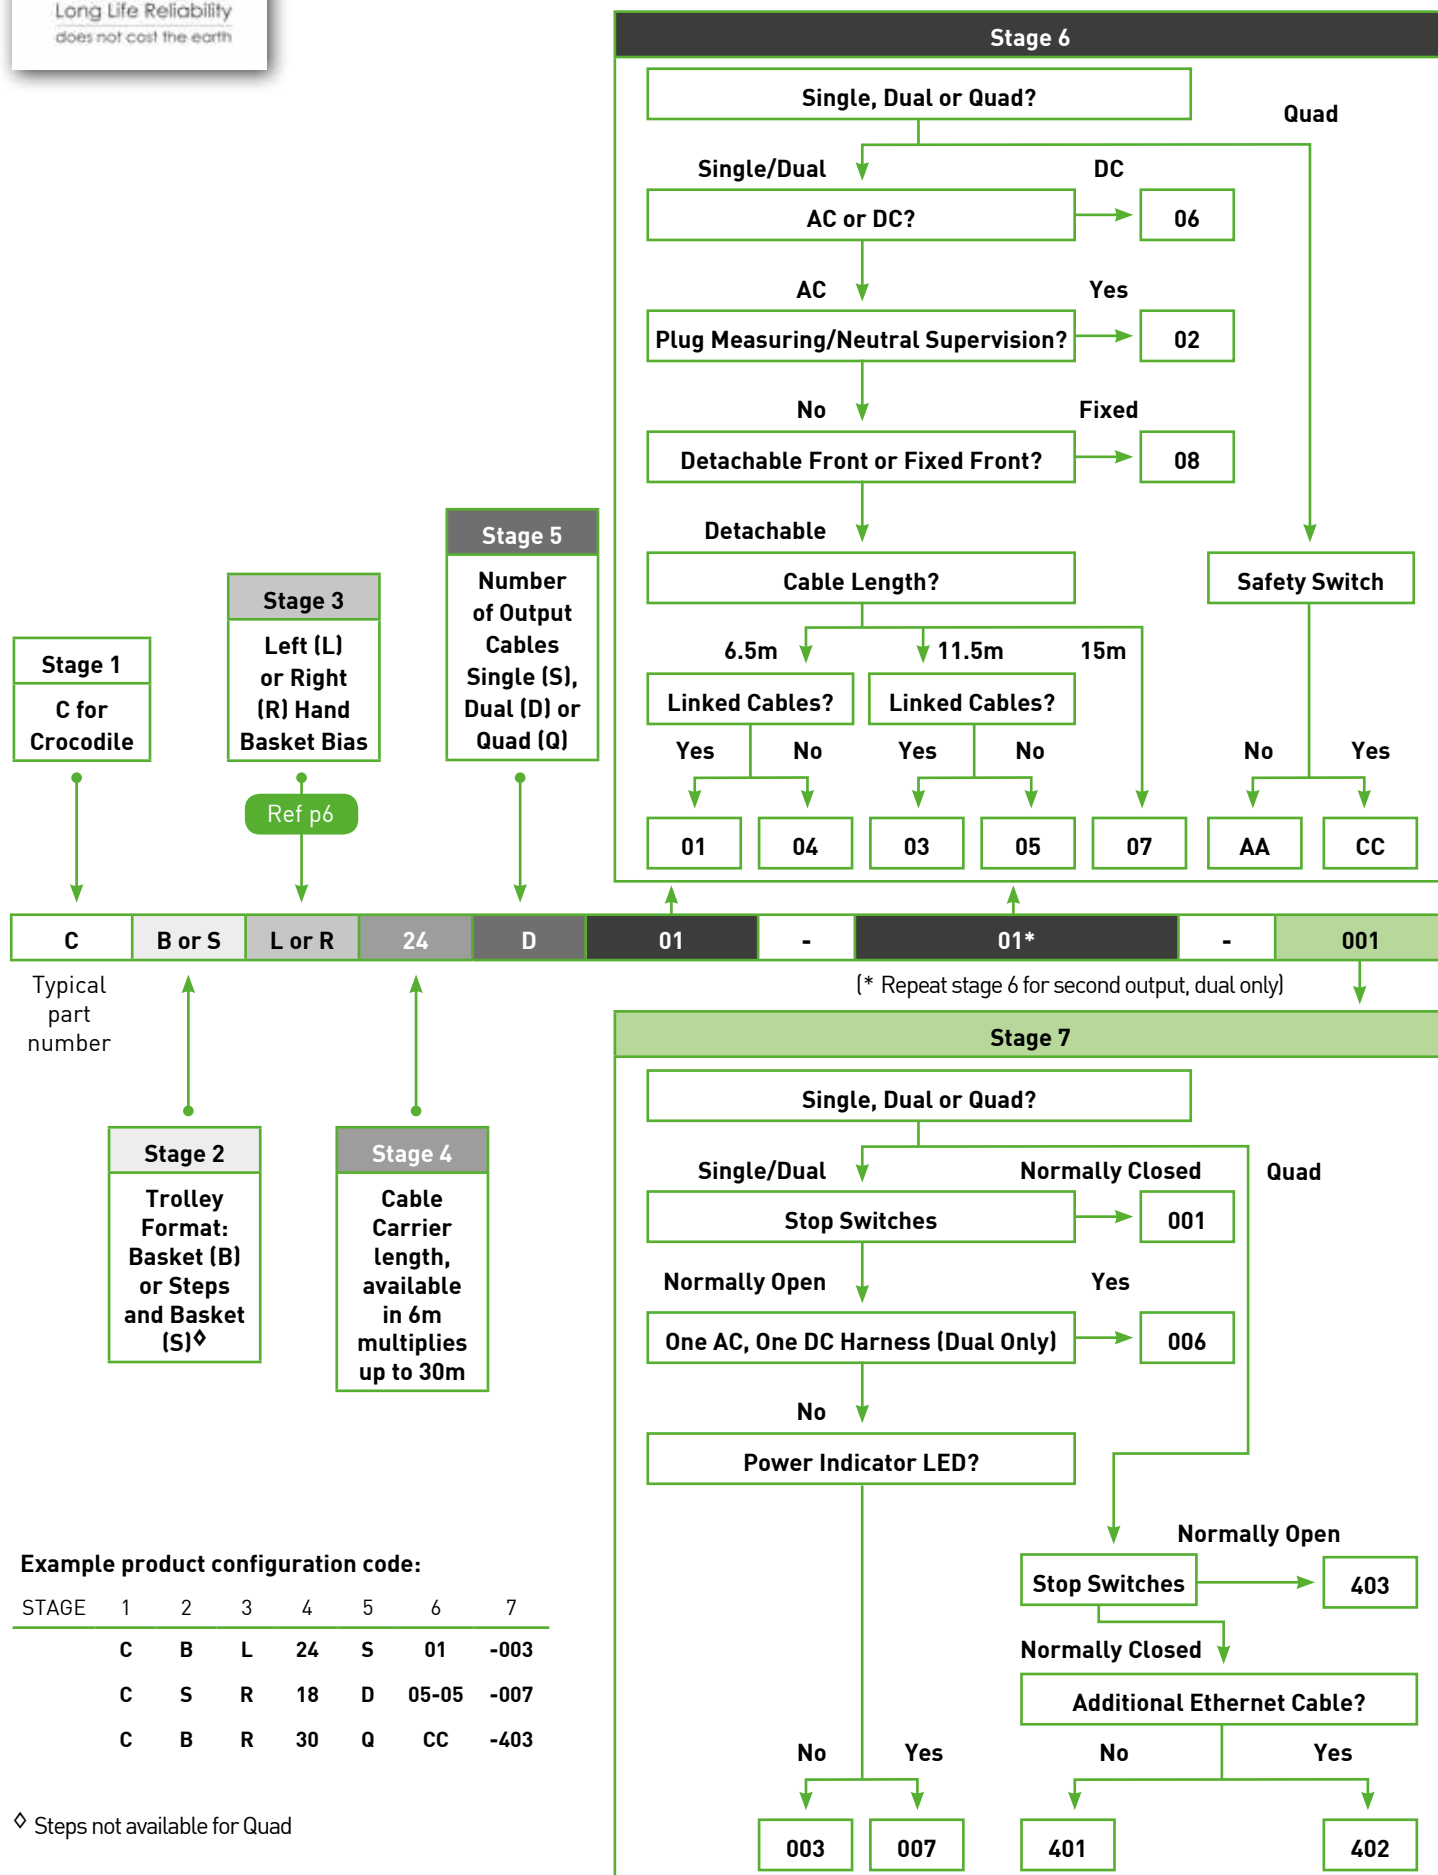 Long Life Reliability
does not cost the earth
Stage 6
Single, Dual or Quad?
Quad
Single/Dual
DC
AC or DC?
06
AC
Yes
Plug Measuring/Neutral Supervision?
02
No
Fixed
Detachable Front or Fixed Front?
08
Detachable
Cable Length?
Safety Switch
6.5m
11.5m
15m
Linked Cables?
Linked Cables?
Yes
No
Yes
No
No
Yes
01
04
03
05
07
AA
CC
Stage 1
C for
Crocodile
Stage 3
Left (L)
or Right
(R) Hand
Basket Bias
Ref p6
Stage 5
Number
of Output
Cables
Single (S),
Dual (D) or
Quad (Q)
C
B or S
L or R
24
D
01
-
01*
-
001
Typical
part
number
(* Repeat stage 6 for second output, dual only)
Stage 2
Trolley
Format:
Basket (B)
or Steps
and Basket
(S)◊
Stage 4
Cable
Carrier
length,
available
in 6m
multiplies
up to 30m
Stage 7
Single, Dual or Quad?
Single/Dual
Normally Closed
Quad
Stop Switches
001
Normally Open
Yes
One AC, One DC Harness (Dual Only)
006
No
Power Indicator LED?
Normally Open
Stop Switches
403
Normally Closed
Additional Ethernet Cable?
No
Yes
No
Yes
003
007
401
402
Example product configuration code:
STAGE 1 2 3 4 5 6 7
C B L 24 S 01 -003
C S R 18 D 05-05 -007
C B R 30 Q CC -403
◊ Steps not available for Quad